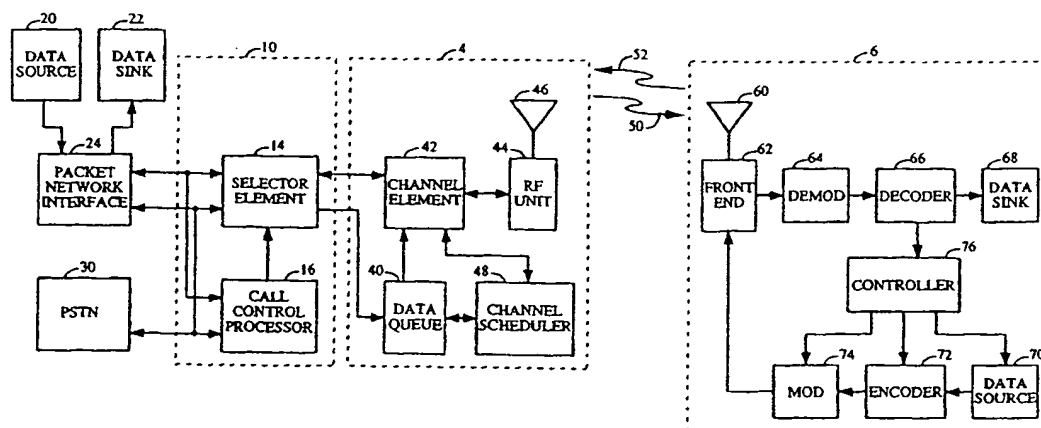 20
DATA
SOURCE
22
DATA
SINK
24
PACKET
NETWORK
INTERFACE
30
PSTN
10
14
SELECTOR
ELEMENT
16
CALL
CONTROL
PROCESSOR
4
42
CHANNEL
ELEMENT
44
RF
UNIT
46
40
DATA
QUEUE
48
CHANNEL
SCHEDULER
52
50
6
60
62
FRONT
END
64
DEMOD
66
DECODER
68
DATA
SINK
76
CONTROLLER
74
MOD
72
ENCODER
70
DATA
SOURCE